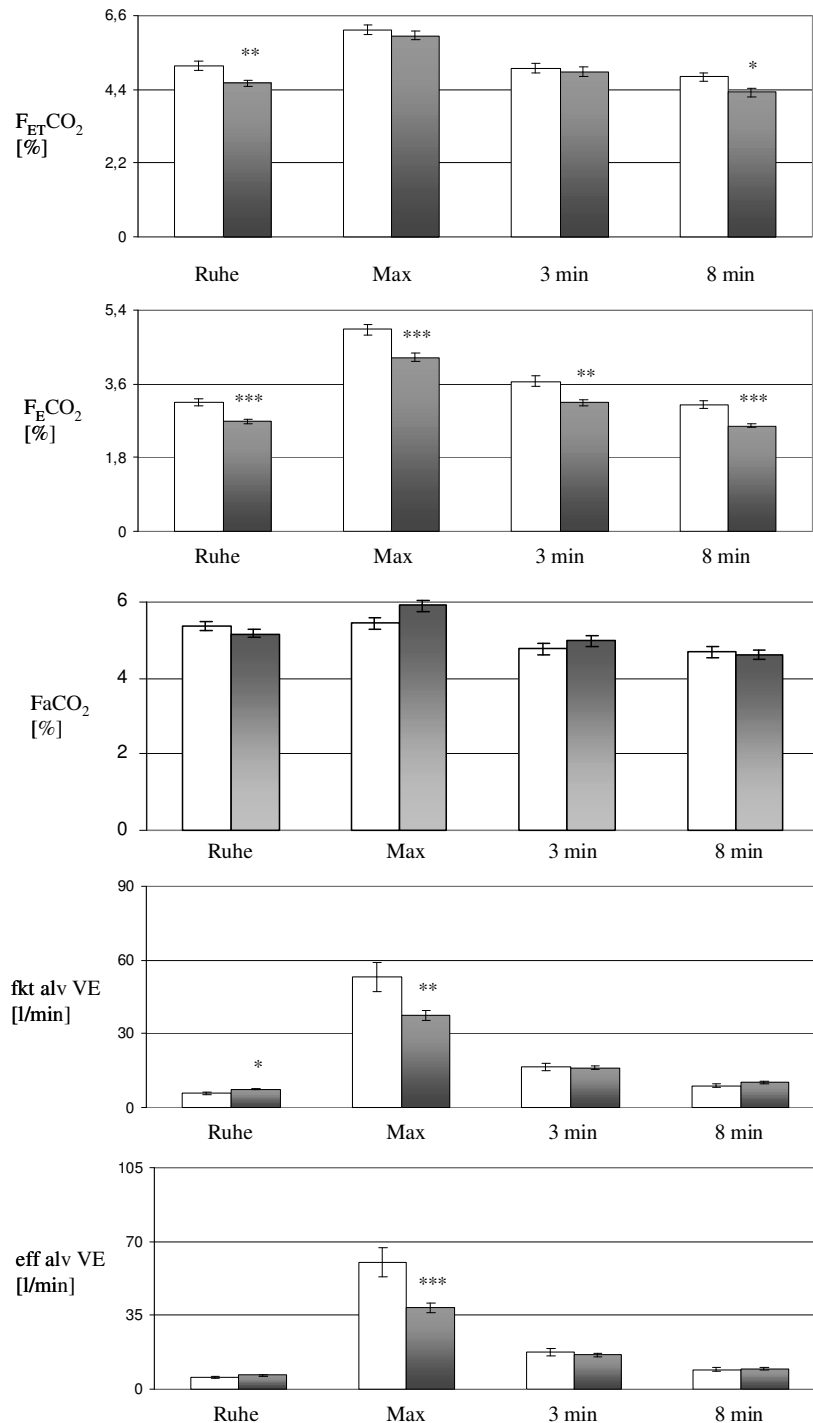 6,6
**
*
4,4
FETCO2
[%]
2,2
0
Ruhe Max 3 min 8 min
5,4
***
3,6
**
***
***
FECO2
[%]
1,8
0
Ruhe Max 3 min 8 min
6
4
FaCO2
[%]
2
0
Ruhe Max 3 min 8 min
90
60
fkt alv VE
**
[l/min]
30
*
0
Ruhe Max 3 min 8 min
105
70
eff alv VE
***
[l/min]
35
0
Ruhe Max 3 min 8 min